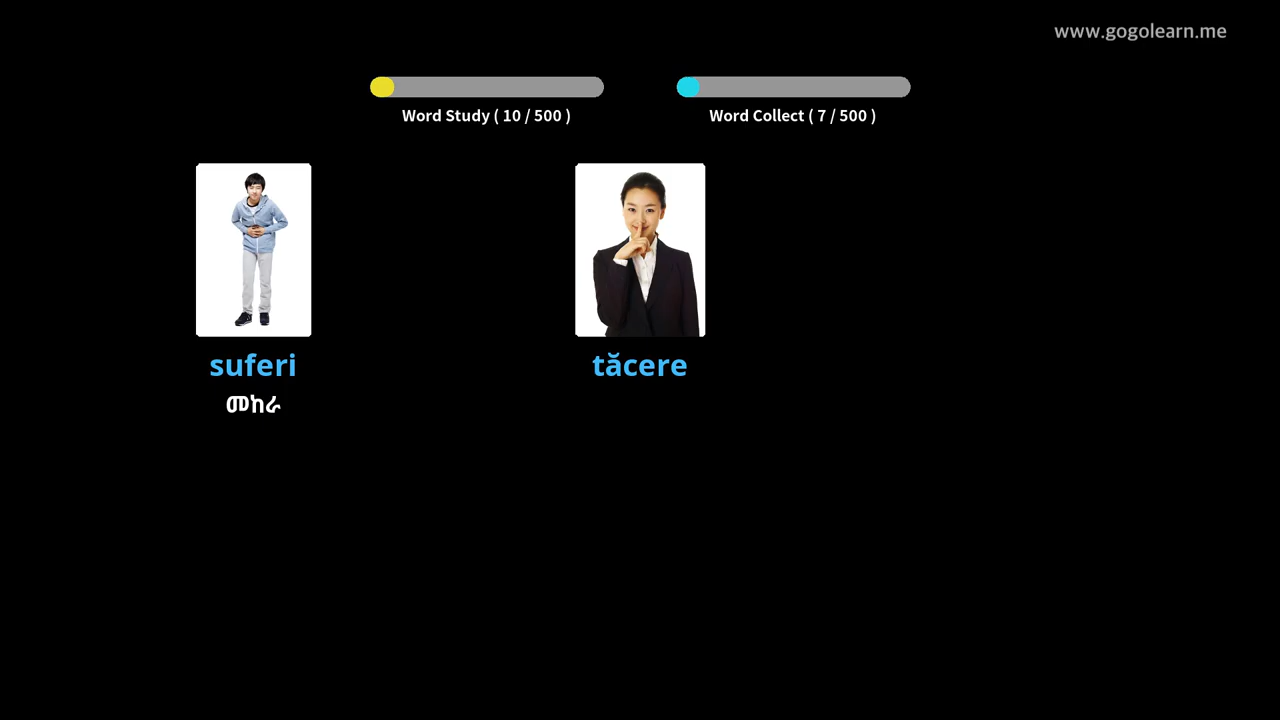 www.gogolearn.me
Word Study ( 10 / 500 )
Word Collect ( 7 / 500 )
suferi
መከራ
tăcere